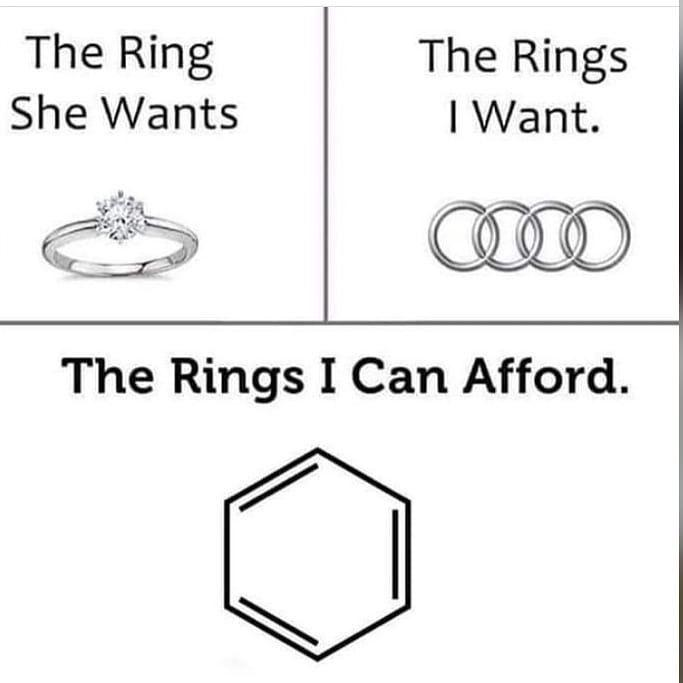 The Ring
She Wants
The Rings
I Want.
The Rings I Can Afford.